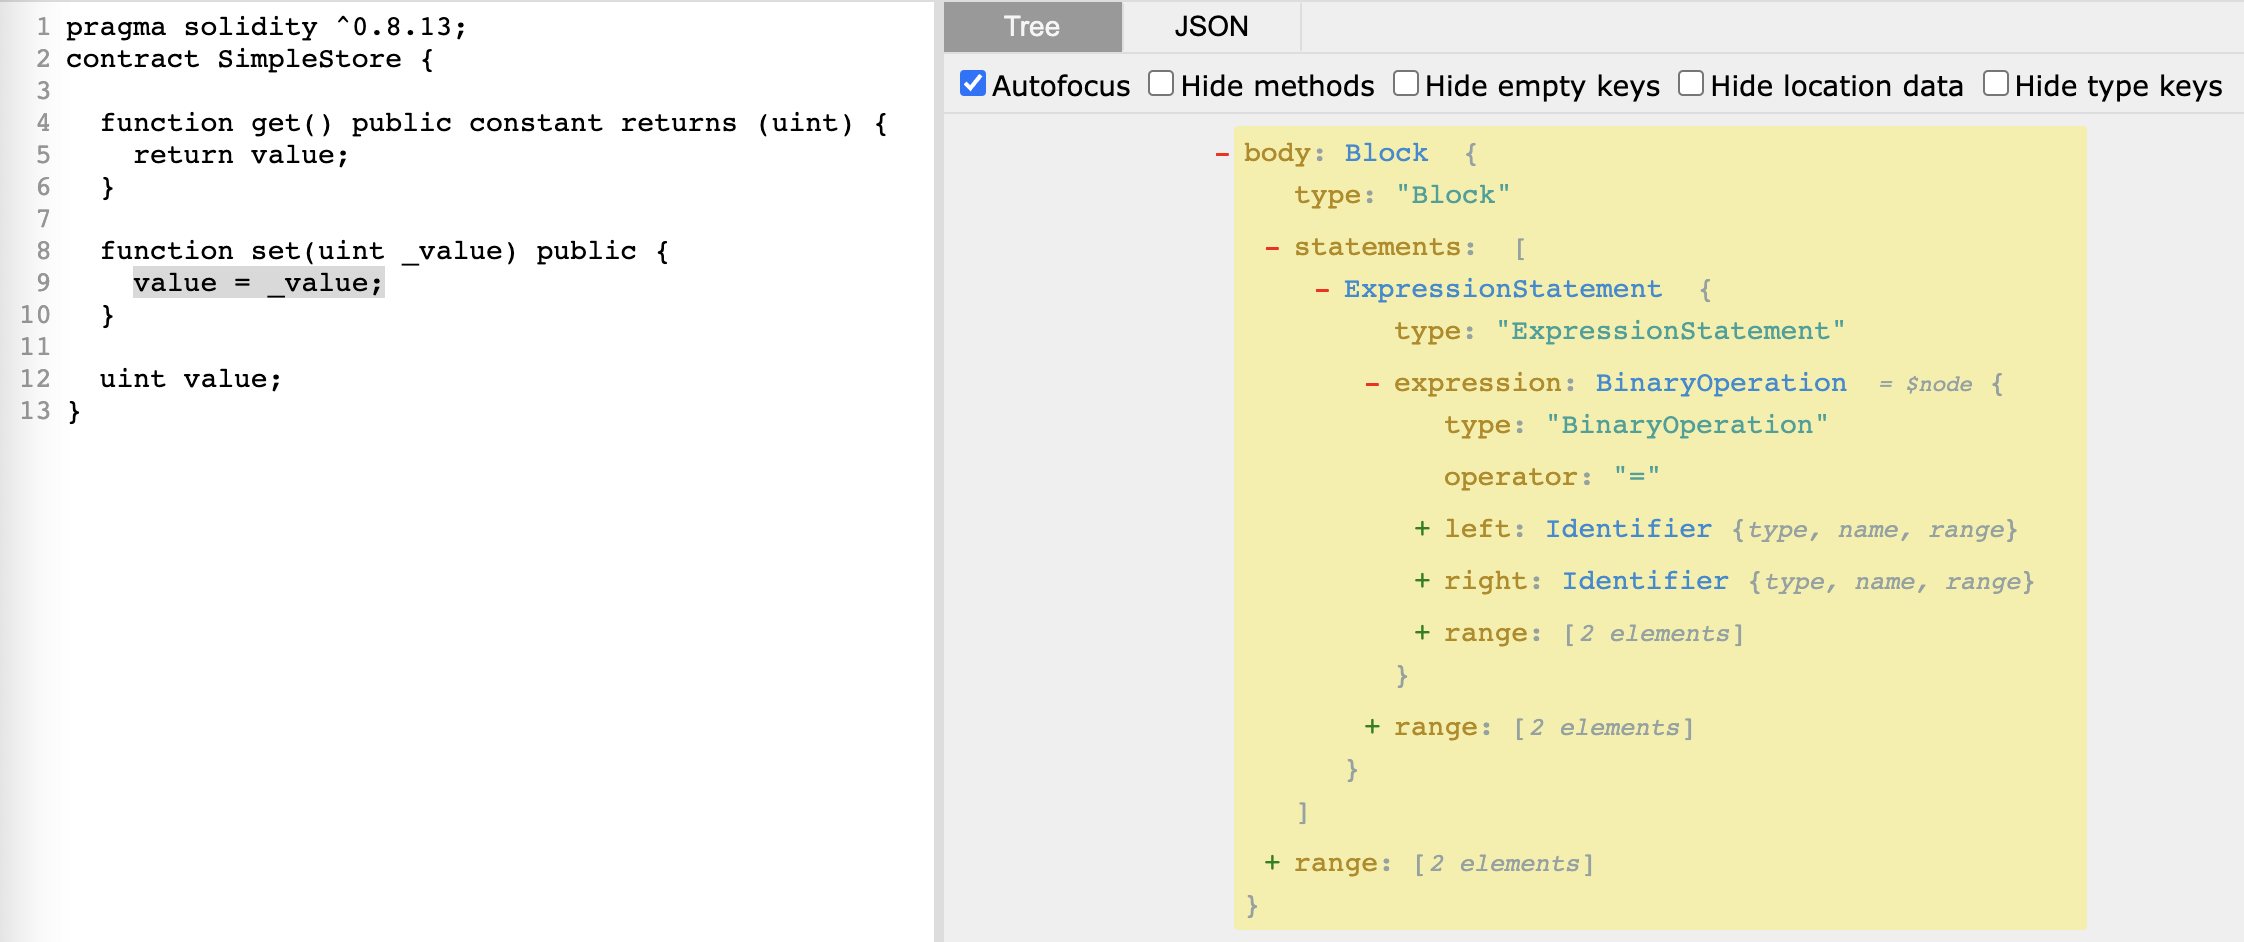 1 pragma solidity ^0.8.13;
2 contract SimpleStore {
3
4   function get() public constant returns (uint) {
5     return value;
6   }
7
8   function set(uint _value) public {
9     value = _value;
10   }
11
12   uint value;
13 }
Tree JSON
Autofocus Hide methods Hide empty keys Hide location data Hide type keys
− body: Block {
type: "Block"
− statements: [
− ExpressionStatement {
type: "ExpressionStatement"
− expression: BinaryOperation = $node {
type: "BinaryOperation"
operator: "="
+ left: Identifier {type, name, range}
+ right: Identifier {type, name, range}
+ range: [2 elements]
}
+ range: [2 elements]
}
]
+ range: [2 elements]
}